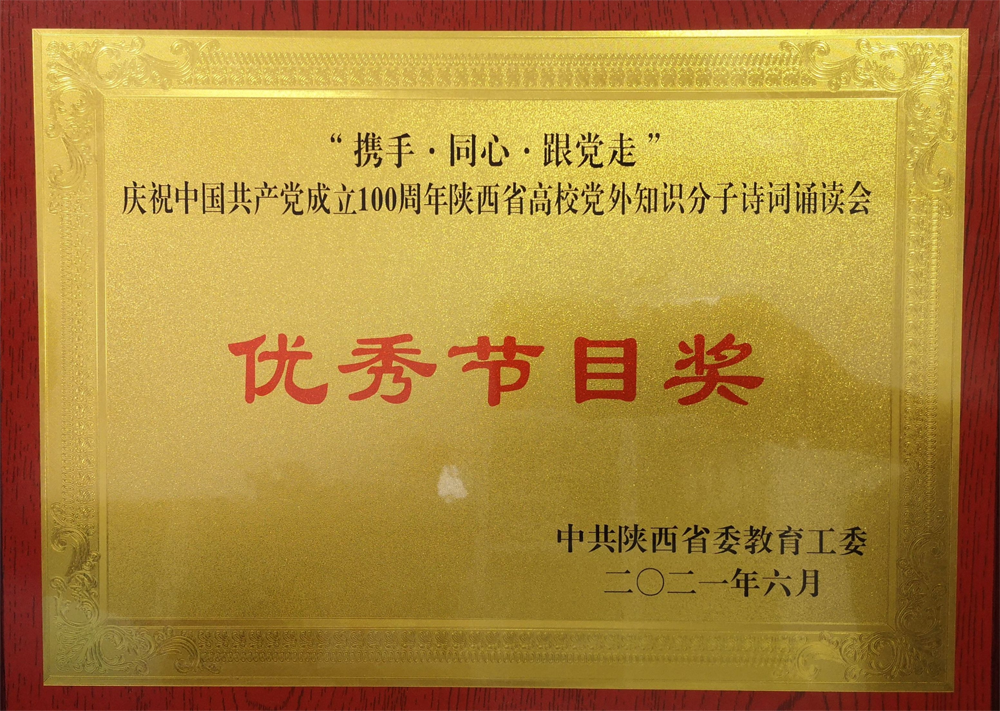 “携手·同心·跟党走”
庆祝中国共产党成立100周年陕西省高校党外知识分子诗词诵读会
优秀节目奖
中共陕西省委教育工委
二〇二一年六月